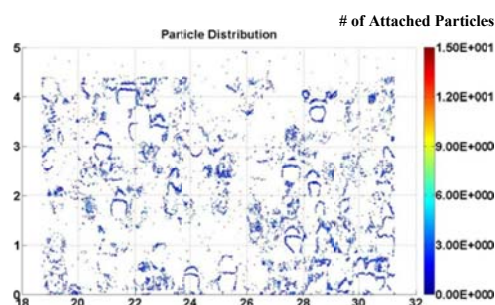 # of Attached Particles
Particle Distribution
5
4
3
2
1
0
18
20
22
24
26
28
30
32
1.50E+001
1.20E+001
9.00E+000
6.00E+000
3.00E+000
0.00E+000